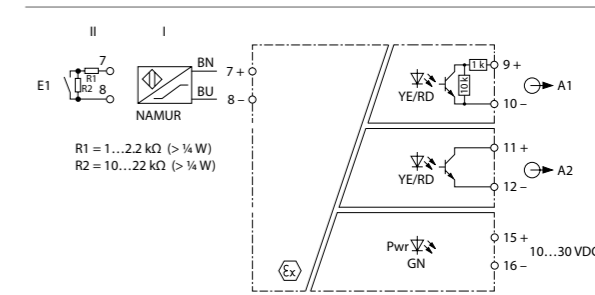 II I
E1
7
R1
R2
8
NAMUR
BN 7 +
BU 8 –
R1 = 1…2.2 kΩ (> ¼ W)
R2 = 10…22 kΩ (> ¼ W)
Ex
1 k
10 k
YE/RD
9 +
10 –
A1
YE/RD
11 +
12 –
A2
Pwr
GN
15 +
16 –
10…30 VDC